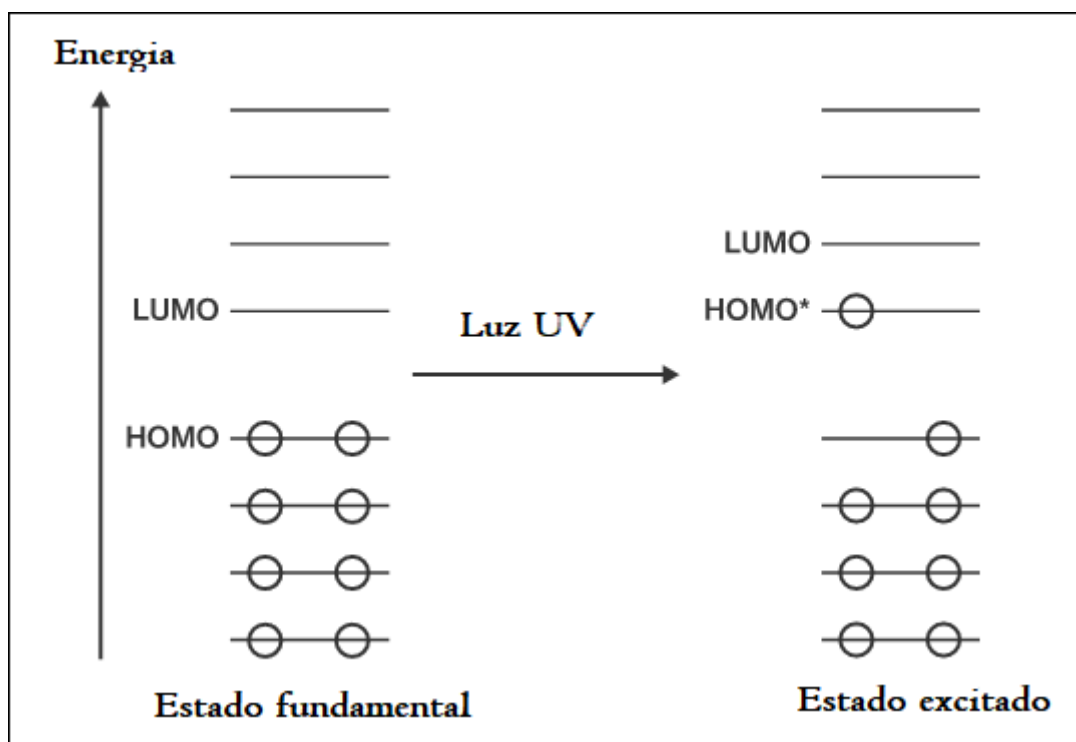 Energia
LUMO
LUMO
HOMO*
Luz UV
HOMO
Estado fundamental
Estado excitado